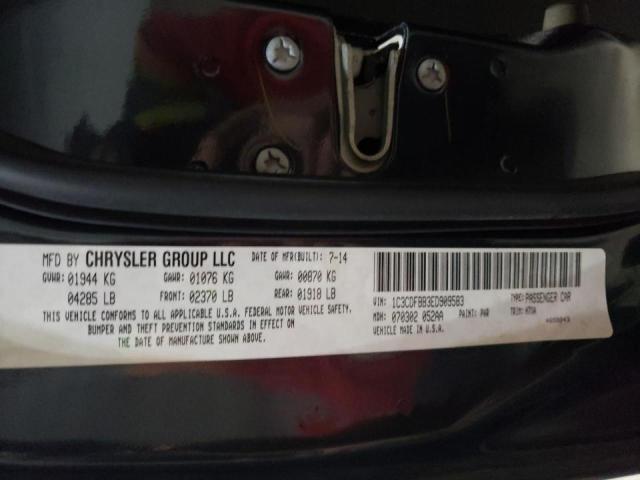 MFD BY CHRYSLER GROUP LLC DATE OF MFR(BUILT): 7-14
GVWR:01944 KG GAWR:01076 KG GAWR:00870 KG
04285 LB FRONT:02370 LB REAR:01918 LB
THIS VEHICLE CONFORMS TO ALL APPLICABLE U.S.A. FEDERAL MOTOR VEHICLE SAFETY,
BUMPER AND THEFT PREVENTION STANDARDS IN EFFECT ON THE
DATE OF MANUFACTURE SHOWN ABOVE.
VIN: 1C3CDFBB3ED909583 TYPE: PASSENGER CAR
MDH: 070302 052AA PAINT: PAR TRIM: